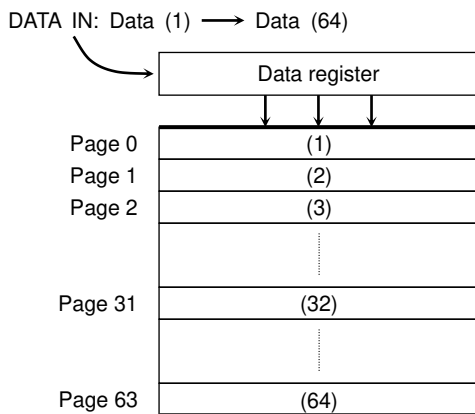 DATA IN: Data (1) Data (64)
Data register
Page 0 (1)
Page 1 (2)
Page 2 (3)
Page 31 (32)
Page 63 (64)